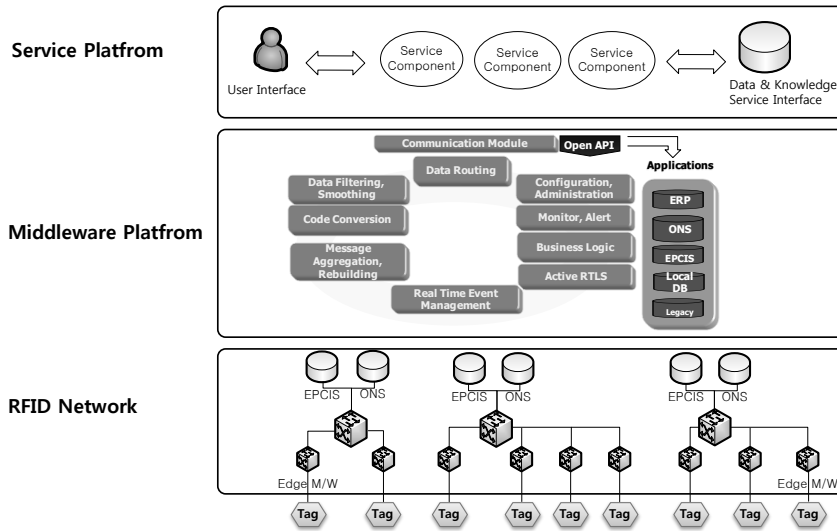 Service Platfrom
User Interface
Service
Component
Service
Component
Service
Component
Data & Knowledge
Service Interface
Middleware Platfrom
Communication Module
Open API
Applications
Data Routing
Data Filtering,
Smoothing
Code Conversion
Message
Aggregation,
Rebuilding
Real Time Event
Management
Configuration,
Administration
Monitor, Alert
Business Logic
Active RTLS
ERP
ONS
EPCIS
Local
DB
Legacy
RFID Network
EPCIS
ONS
EPCIS
ONS
EPCIS
ONS
Edge M/W
Edge M/W
Tag
Tag
Tag
Tag
Tag
Tag
Tag
Tag
Tag